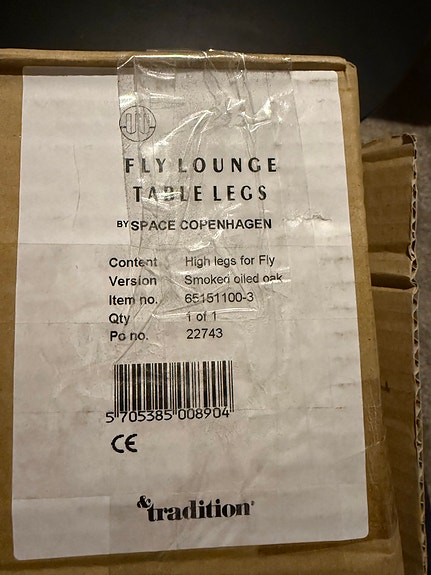 FLY LOUNGE
TABLE LEGS
BY SPACE COPENHAGEN
Content High legs for Fly
Version Smoked oiled oak
Item no. 65151100-3
Qty 1 of 1
Po no. 22743
5 705385 008904
CE
&tradition®